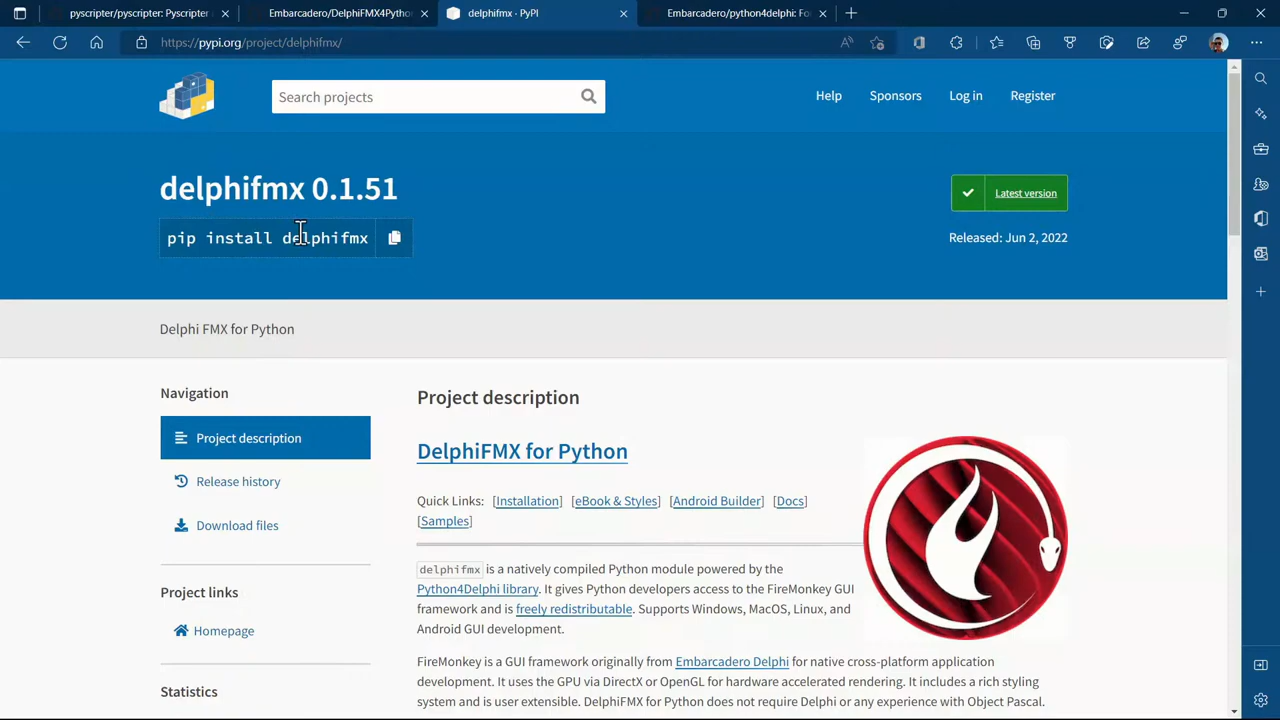 pyscripter/pyscripter: Pyscripter
Embarcadero/DelphiFMX4Python
delphifmx · PyPI
Embarcadero/python4delphi: Fo
https://pypi.org/project/delphifmx/
Search projects
Help
Sponsors
Log in
Register
delphifmx 0.1.51
Latest version
pip install delphifmx
Released: Jun 2, 2022
Delphi FMX for Python
Navigation
Project description
Release history
Download files
Project links
Homepage
Statistics
Project description
DelphiFMX for Python
Quick Links: [Installation] [eBook & Styles] [Android Builder] [Docs]
[Samples]
delphifmx is a natively compiled Python module powered by the
Python4Delphi library. It gives Python developers access to the FireMonkey GUI
framework and is freely redistributable. Supports Windows, MacOS, Linux, and
Android GUI development.
FireMonkey is a GUI framework originally from Embarcadero Delphi for native cross-platform application
development. It uses the GPU via DirectX or OpenGL for hardware accelerated rendering. It includes a rich styling
system and is user extensible. DelphiFMX for Python does not require Delphi or any experience with Object Pascal.